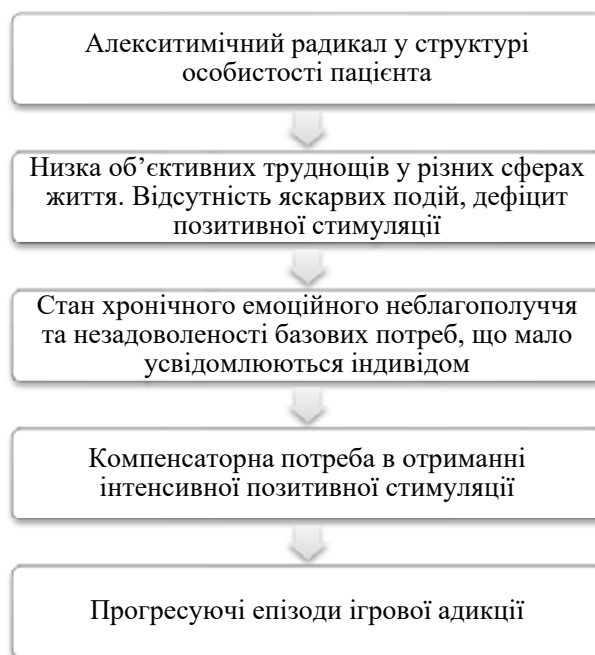 Алекситимічний радикал у структурі
особистості пацієнта
Низка об’єктивних труднощів у різних сферах
життя. Відсутність яскарвих подій, дефіцит
позитивної стимуляції
Стан хронічного емоційного неблагополуччя
та незадоволеності базових потреб, що мало
усвідомлюються індивідом
Компенсаторна потреба в отриманні
інтенсивної позитивної стимуляції
Прогресуючі епізоди ігрової адикції